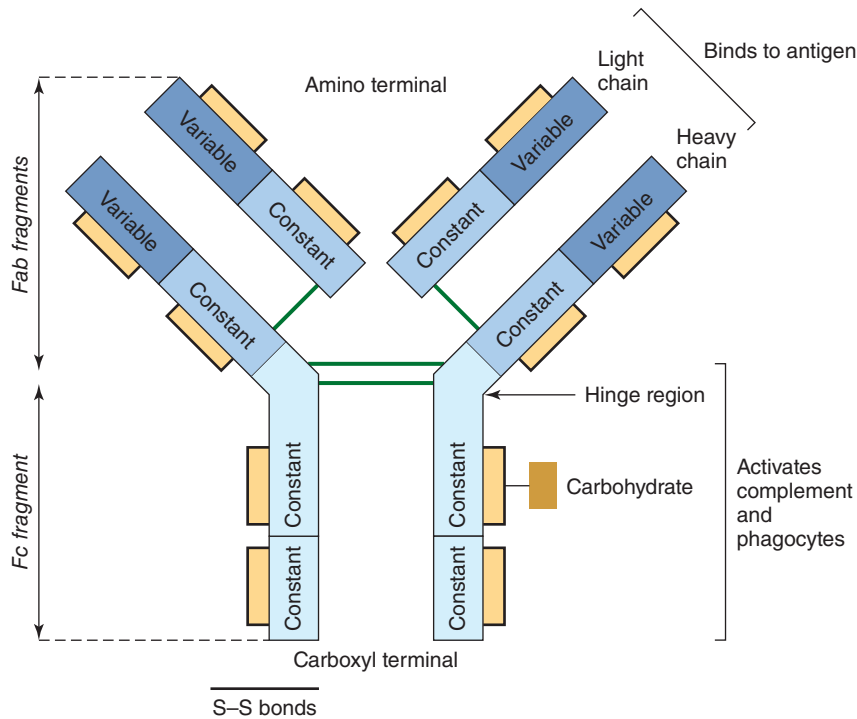 Amino terminal
Light
chain
Binds to antigen
Heavy
chain
Variable
Variable
Variable
Variable
Constant
Constant
Constant
Constant
Fab fragments
Hinge region
Fc fragment
Constant
Constant
Carbohydrate
Activates
complement
and
phagocytes
Constant
Constant
Carboxyl terminal
S–S bonds